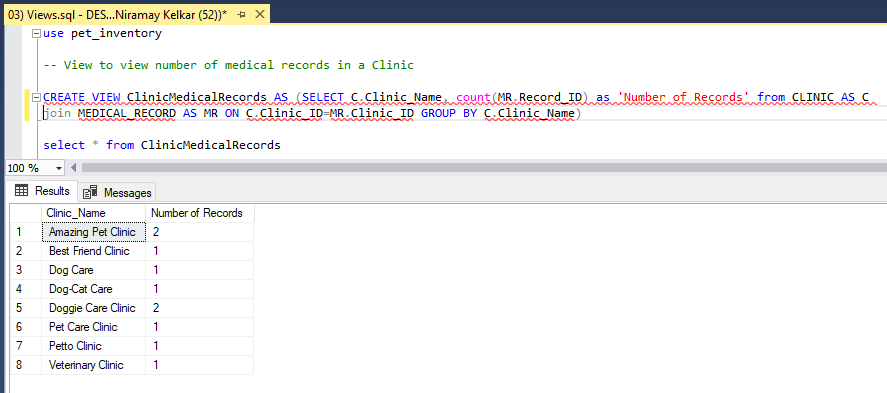 03) Views.sql - DES...Niramay Kelkar (52))*
use pet_inventory
-- View to view number of medical records in a Clinic
CREATE VIEW ClinicMedicalRecords AS (SELECT C.Clinic_Name, count(MR.Record_ID) as 'Number of Records' from CLINIC AS C
join MEDICAL_RECORD AS MR ON C.Clinic_ID=MR.Clinic_ID GROUP BY C.Clinic_Name)
select * from ClinicMedicalRecords
100 %
Results Messages
Clinic_Name Number of Records
1 Amazing Pet Clinic 2
2 Best Friend Clinic 1
3 Dog Care 1
4 Dog-Cat Care 1
5 Doggie Care Clinic 2
6 Pet Care Clinic 1
7 Petto Clinic 1
8 Veterinary Clinic 1